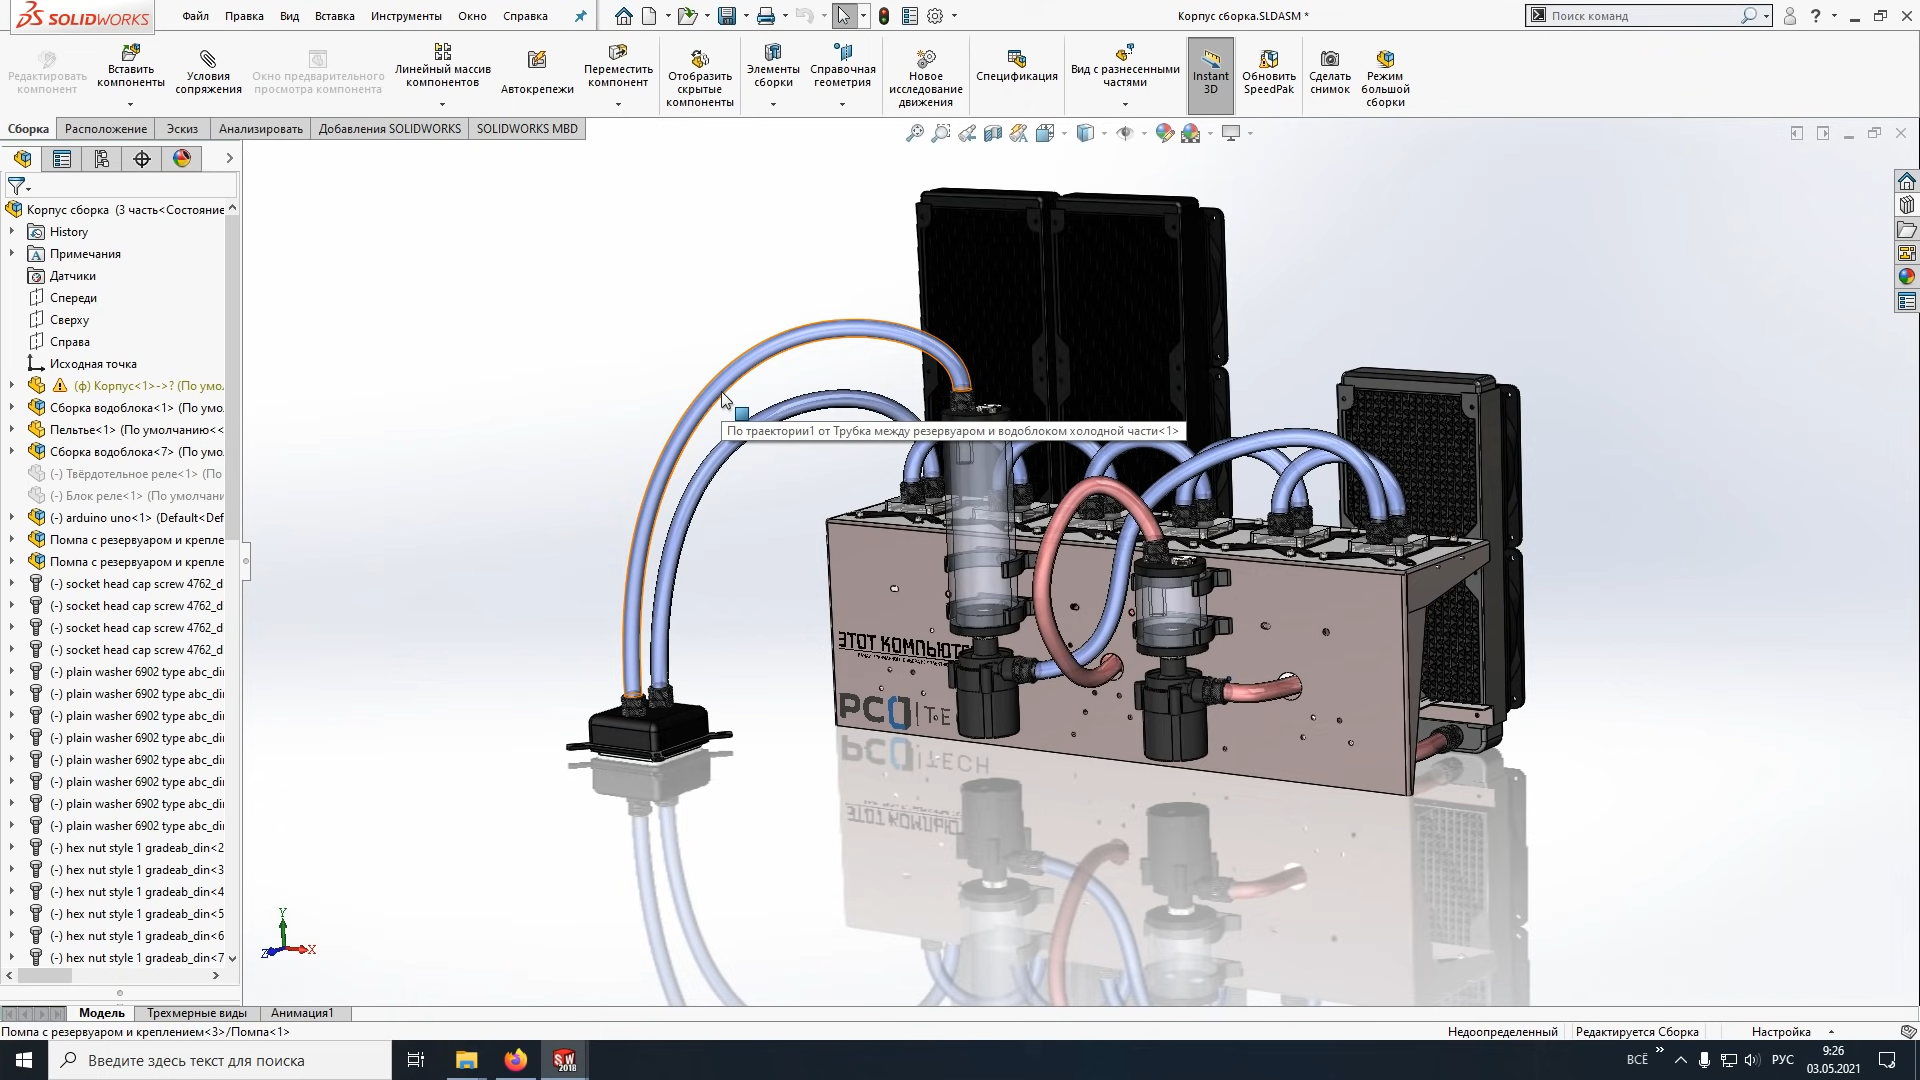 SOLIDWORKS
Файл
Правка
Вид
Вставка
Инструменты
Окно
Справка
Корпус сборка.SLDASM *
Поиск команд
Редактировать
компонент
Вставить
компоненты
Условия
сопряжения
Окно предварительного
просмотра компонента
Линейный массив
компонентов
Автокрепежи
Переместить
компонент
Отобразить
скрытые
компоненты
Элементы
сборки
Справочная
геометрия
Новое
исследование
движения
Спецификация
Вид с разнесенными
частями
Instant
3D
Обновить
SpeedPak
Сделать
снимок
Режим
большой
сборки
Сборка
Расположение
Эскиз
Анализировать
Добавления SOLIDWORKS
SOLIDWORKS MBD
Корпус сборка (3 часть<Состояние
History
Примечания
Датчики
Спереди
Сверху
Справа
Исходная точка
(ф) Корпус<1>->? (По умо.
Сборка водоблока<1> (По умо.
Пельтье<1> (По умолчанию<<
Сборка водоблока<7> (По умо.
(-) Твёрдотельное реле<1> (По
(-) Блок реле<1> (По умолчани
(-) arduino uno<1> (Default<Def
Помпа с резервуаром и крепле
Помпа с резервуаром и крепле
(-) socket head cap screw 4762_d
(-) socket head cap screw 4762_d
(-) socket head cap screw 4762_d
(-) socket head cap screw 4762_d
(-) plain washer 6902 type abc_di
(-) plain washer 6902 type abc_di
(-) plain washer 6902 type abc_di
(-) plain washer 6902 type abc_di
(-) plain washer 6902 type abc_di
(-) plain washer 6902 type abc_di
(-) plain washer 6902 type abc_di
(-) plain washer 6902 type abc_di
(-) hex nut style 1 gradeab_din<2
(-) hex nut style 1 gradeab_din<3
(-) hex nut style 1 gradeab_din<4
(-) hex nut style 1 gradeab_din<5
(-) hex nut style 1 gradeab_din<6
(-) hex nut style 1 gradeab_din<7
По траектории1 от Трубка между резервуаром и водоблоком холодной части<1>
ЭТОТ КОМПЬЮТЕ
PCO|TE
Y
Z
X
Модель
Трехмерные виды
Анимация1
Помпа с резервуаром и креплением<3>/Помпа<1>
Недоопределенный
Редактируется Сборка
Настройка
Введите здесь текст для поиска
SW
2018
ВСЁ
РУС
9:26
03.05.2021